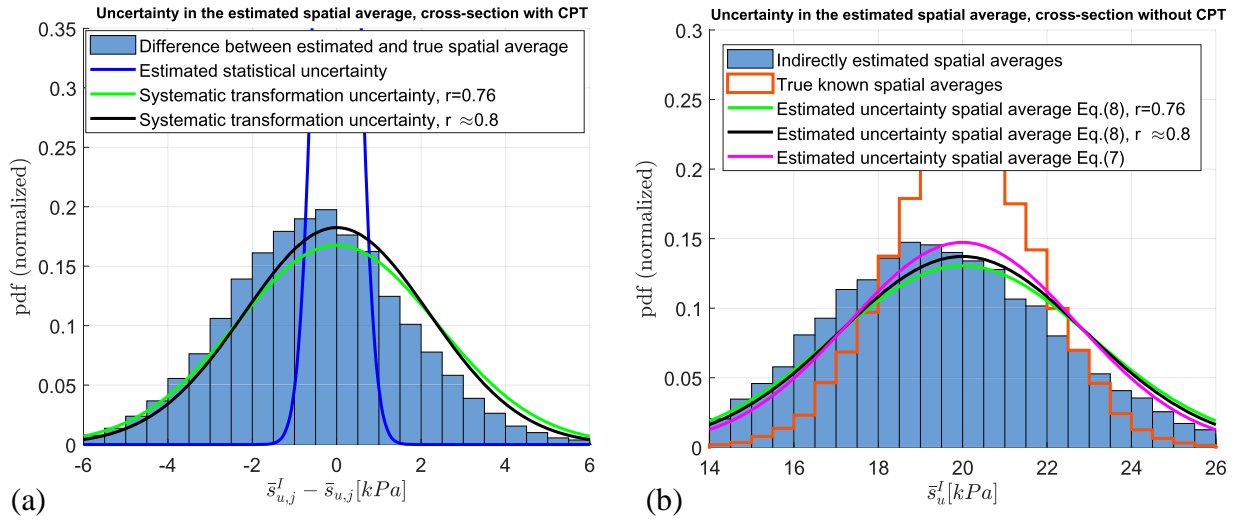 Uncertainty in the estimated spatial average, cross-section with CPT
0.35
0.3
0.25
0.2
0.15
0.1
0.05
0
pdf (normalized)
Difference between estimated and true spatial average
Estimated statistical uncertainty
Systematic transformation uncertainty, r=0.76
Systematic transformation uncertainty, r ≈0.8
-6
-4
-2
0
2
4
6
(a)
s̄ᴵ_{u,j} − s̄_{u,j}[kPa]
Uncertainty in the estimated spatial average, cross-section without CPT
0.3
0.25
0.2
0.15
0.1
0.05
0
pdf (normalized)
Indirectly estimated spatial averages
True known spatial averages
Estimated uncertainty spatial average Eq.(8), r=0.76
Estimated uncertainty spatial average Eq.(8), r ≈0.8
Estimated uncertainty spatial average Eq.(7)
14
16
18
20
22
24
26
(b)
s̄ᴵ_u[kPa]